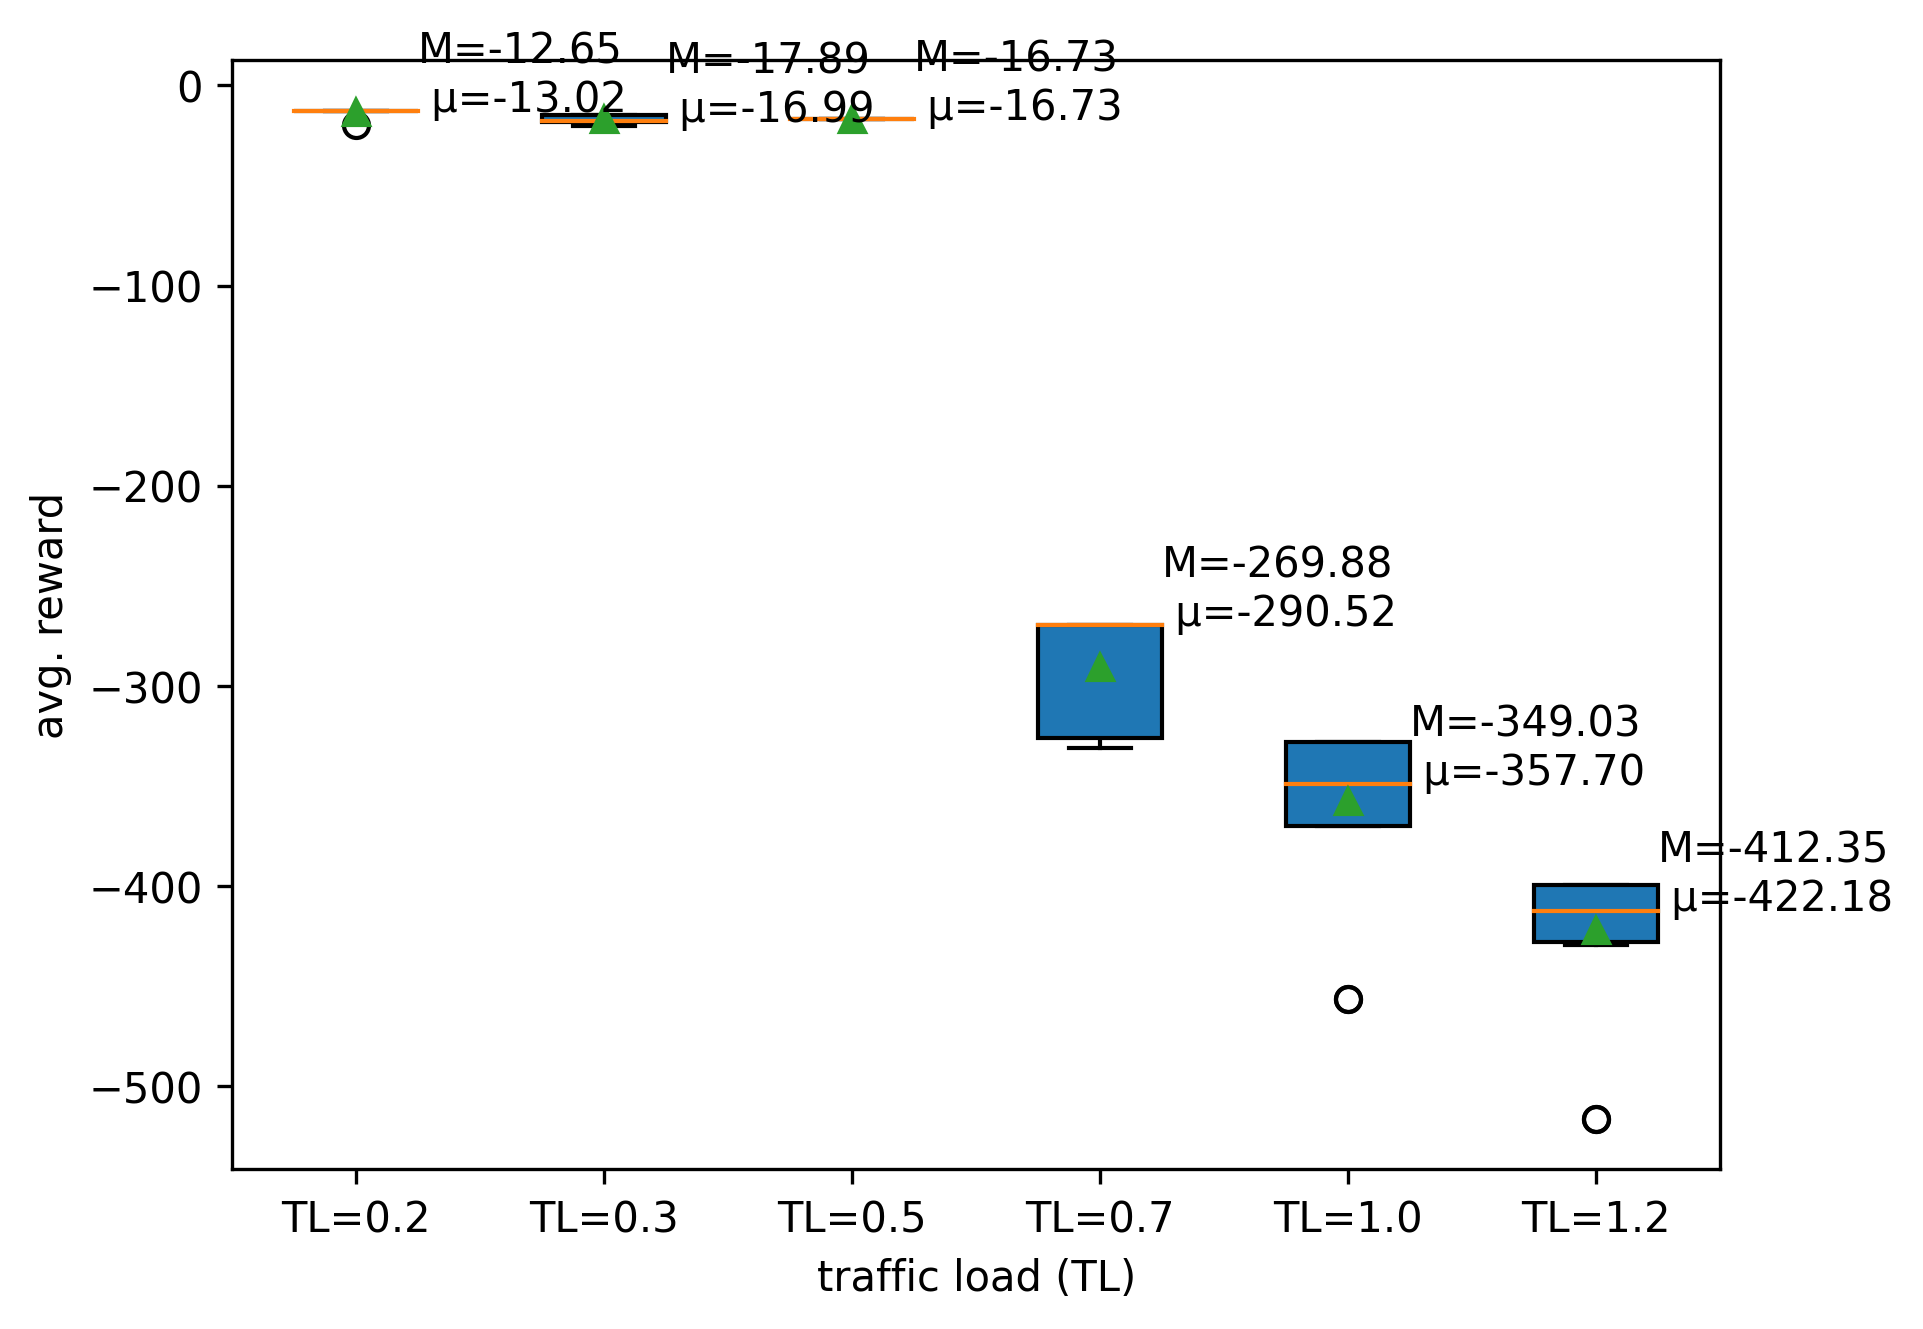 M=-12.65
μ=-13.02
M=-17.89
μ=-16.99
M=-16.73
μ=-16.73
0
−100
−200
−300
−400
−500
avg. reward
M=-269.88
μ=-290.52
M=-349.03
μ=-357.70
M=-412.35
μ=-422.18
TL=0.2
TL=0.3
TL=0.5
TL=0.7
TL=1.0
TL=1.2
traffic load (TL)